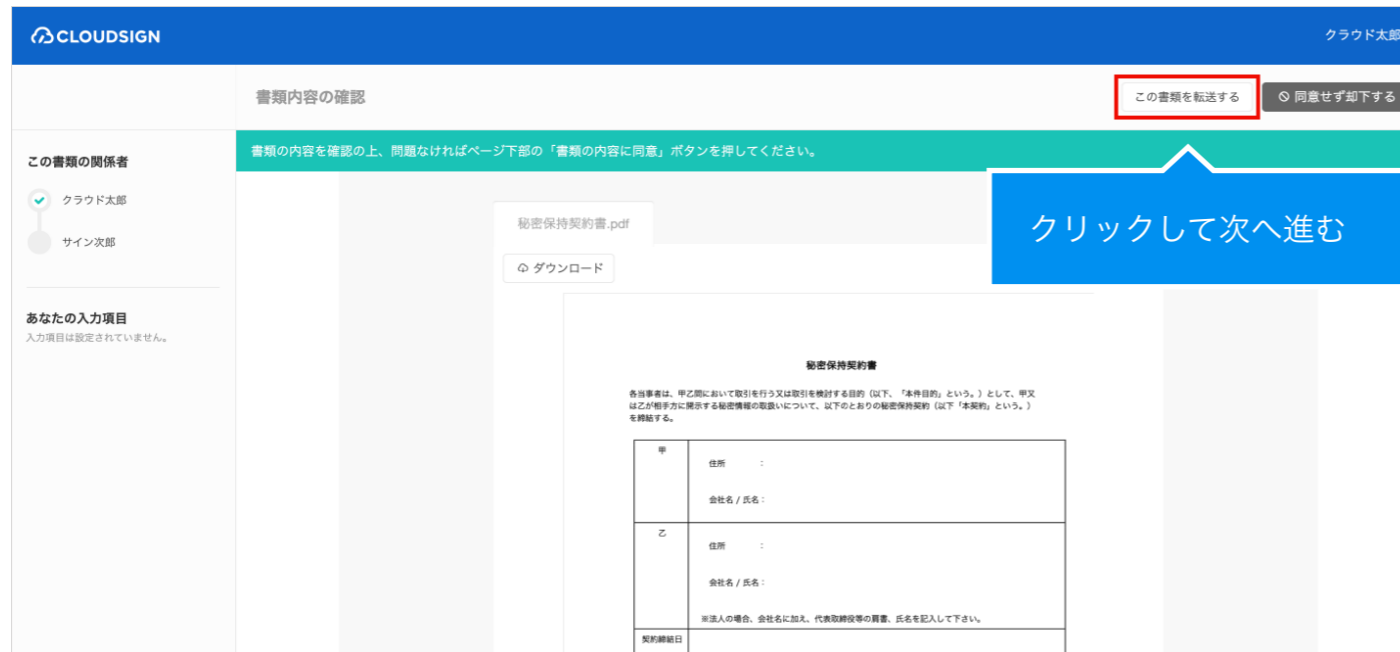 CLOUDSIGN
クラウド太郎
書類内容の確認
この書類を転送する
同意せず却下する
書類の内容を確認の上、問題なければページ下部の「書類の内容に同意」ボタンを押してください。
この書類の関係者
クラウド太郎
サイン次郎
あなたの入力項目
入力項目は設定されていません。
クリックして次へ進む
秘密保持契約書.pdf
ダウンロード
秘密保持契約書
各当事者は、甲乙間において取引を行う又は取引を検討する目的（以下、「本件目的」という。）として、甲又
は乙が相手方に開示する秘密情報の取扱いについて、以下のとおりの秘密保持契約（以下「本契約」という。）
を締結する。
甲
住所　　：
会社名 / 氏名：
乙
住所　　：
会社名 / 氏名：
※法人の場合、会社名に加え、代表取締役等の肩書、氏名を記入して下さい。
契約締結日